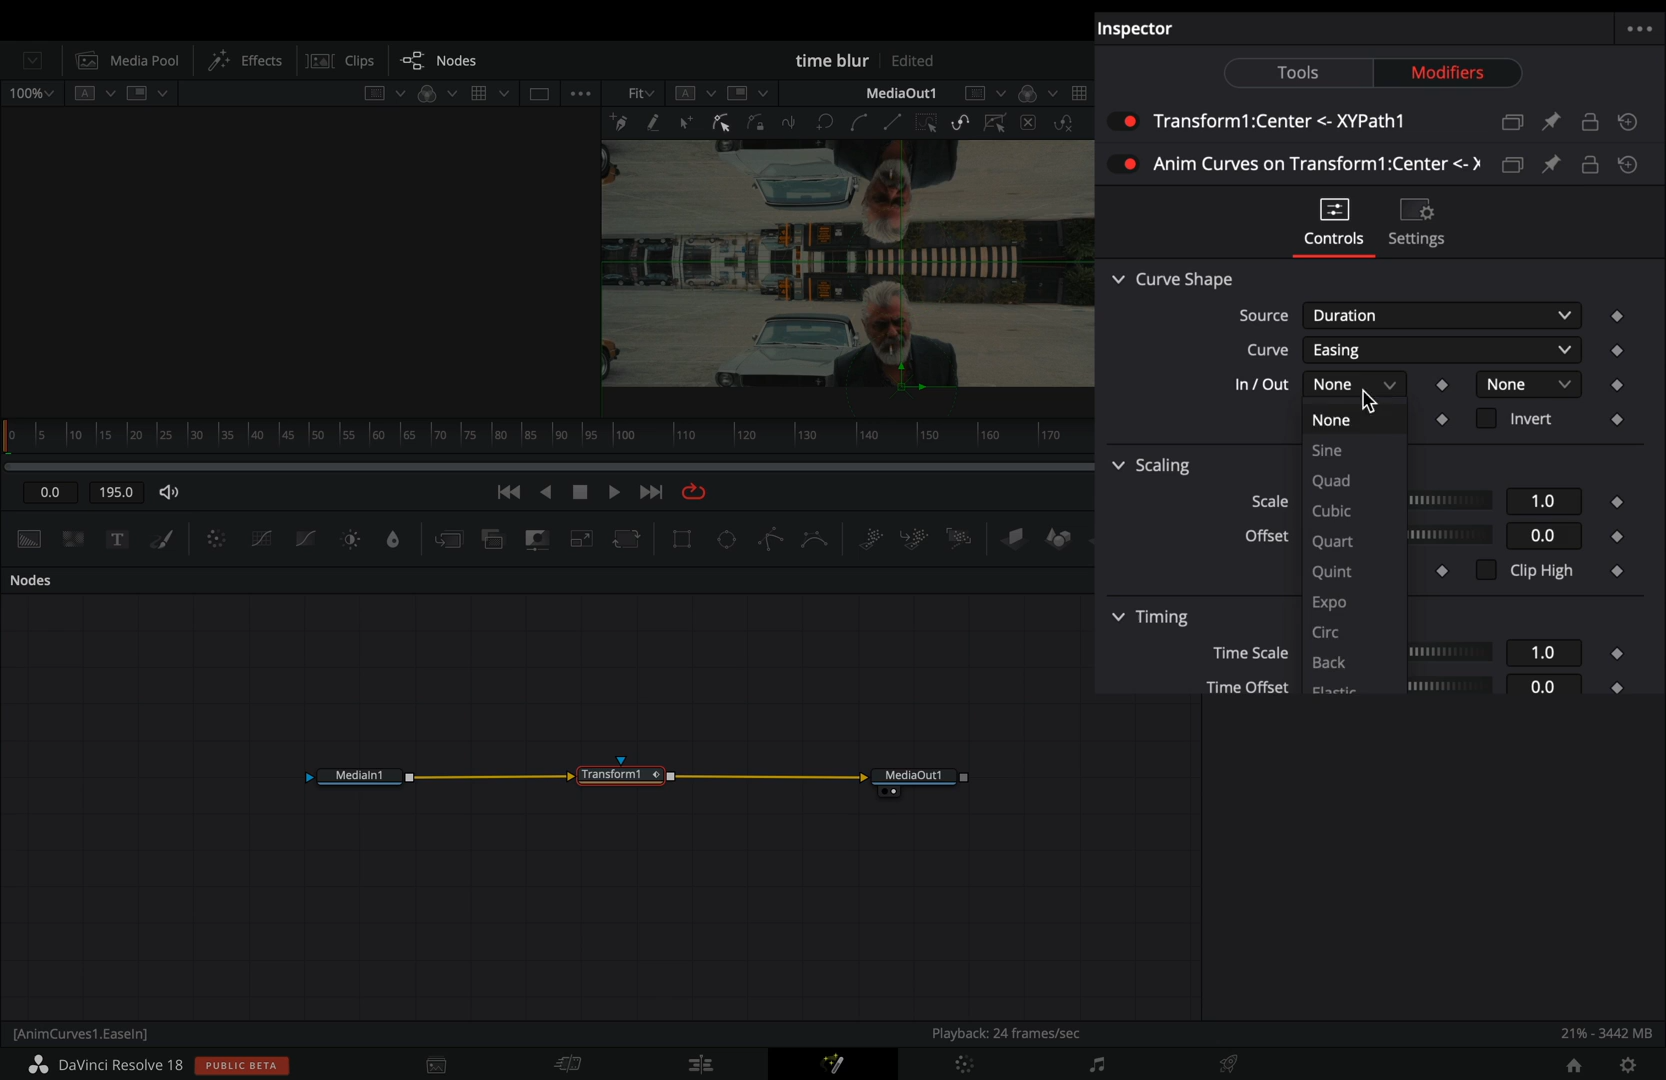 Inspector
Media Pool Effects Clips Nodes time blur Edited
Tools Modifiers
100% A Fit A MediaOut1
Transform1:Center <- XYPath1
Anim Curves on Transform1:Center <- X
Controls Settings
Curve Shape
Source Duration
Curve Easing
In / Out None None
None Invert
Sine
Quad
Cubic
Quart
Quint
Expo
Circ
Back
Elastic
Scaling
Scale 1.0
Offset 0.0
Clip High
Timing
Time Scale 1.0
Time Offset 0.0
0 5 10 15 20 25 30 35 40 45 50 55 60 65 70 75 80 85 90 95 100 110 120 130 140 150 160 170
0.0 195.0
T
Nodes
MediaIn1 Transform1 MediaOut1
[AnimCurves1.EaseIn] Playback: 24 frames/sec 21% - 3442 MB
DaVinci Resolve 18 PUBLIC BETA